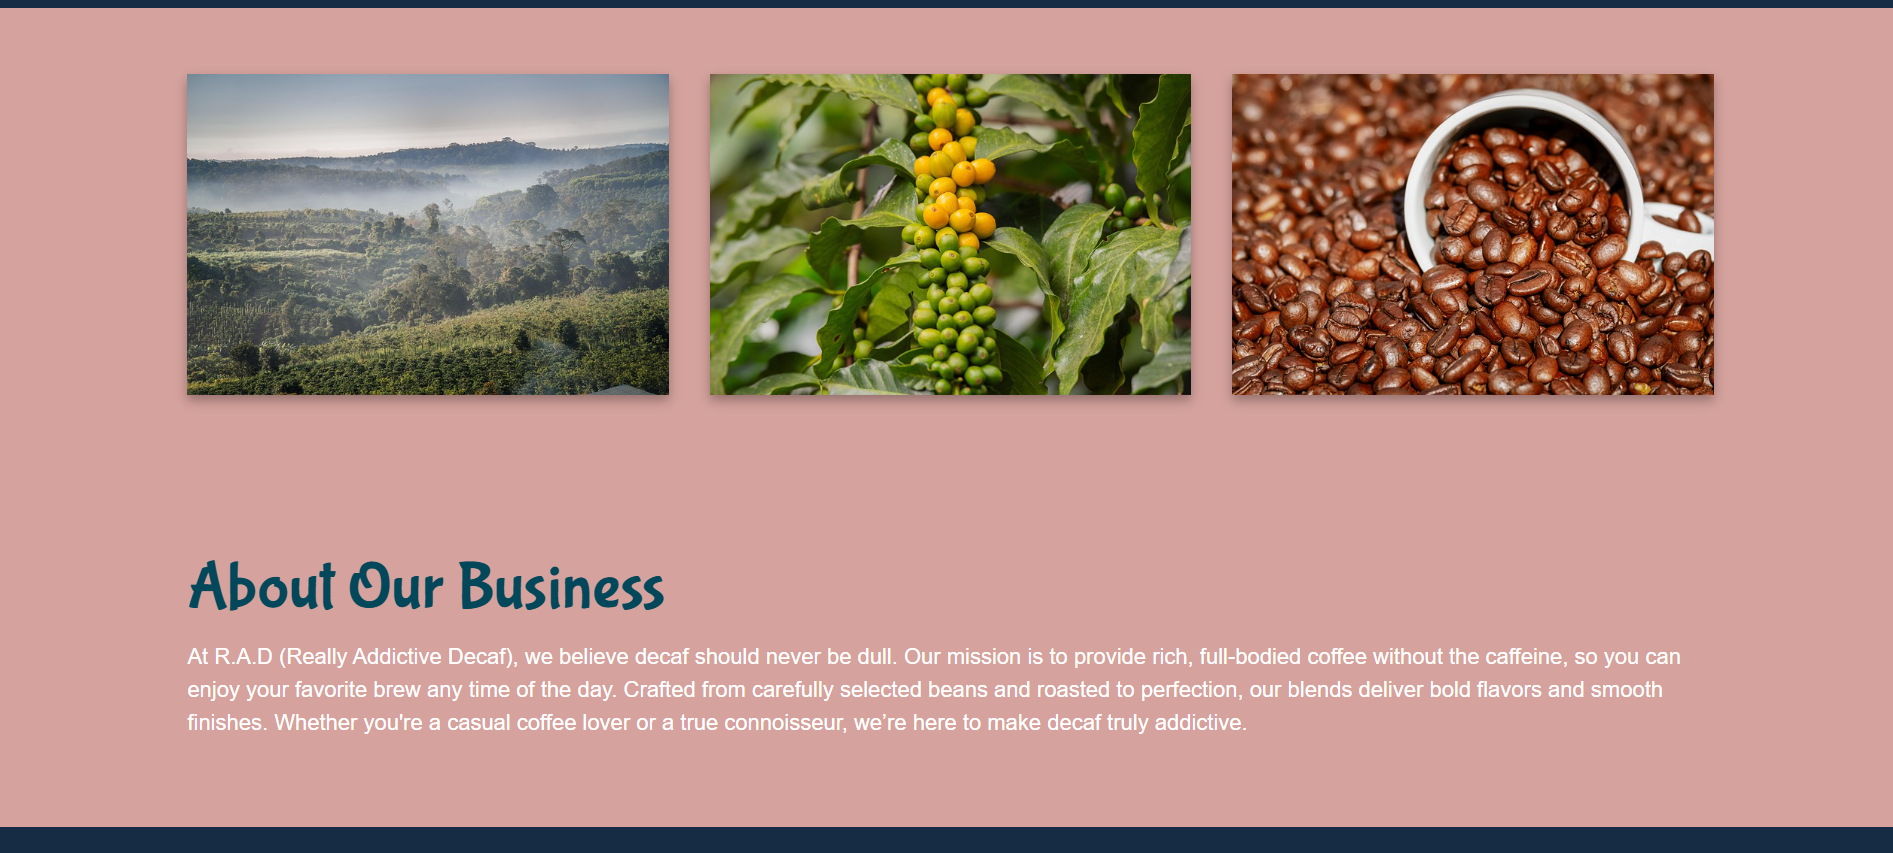 About Our Business
At R.A.D (Really Addictive Decaf), we believe decaf should never be dull. Our mission is to provide rich, full-bodied coffee without the caffeine, so you can
enjoy your favorite brew any time of the day. Crafted from carefully selected beans and roasted to perfection, our blends deliver bold flavors and smooth
finishes. Whether you're a casual coffee lover or a true connoisseur, we’re here to make decaf truly addictive.